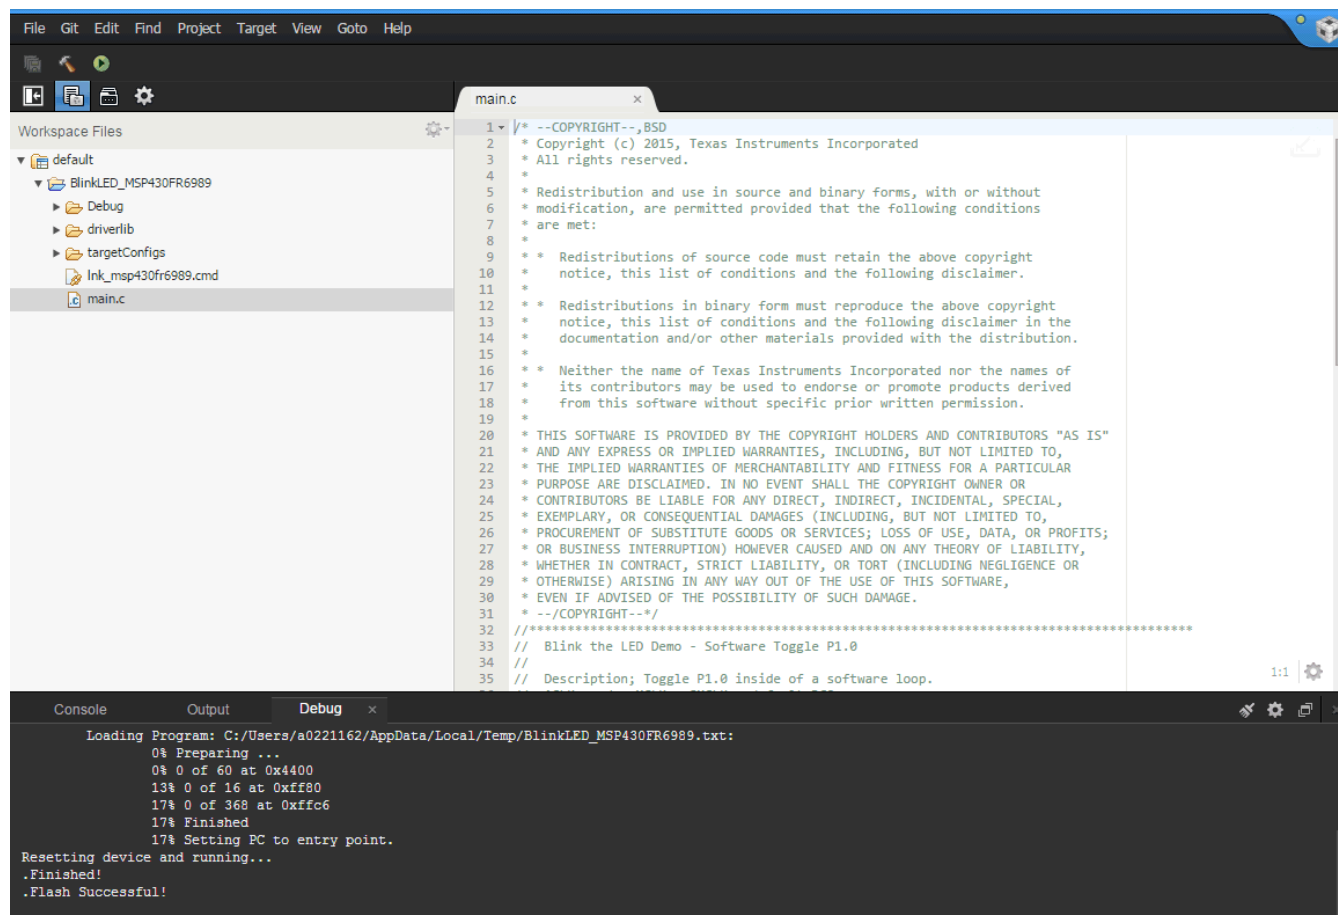 File Git Edit Find Project Target View Goto Help
main.c ×
Workspace Files
default
BlinkLED_MSP430FR6989
Debug
driverlib
targetConfigs
lnk_msp430fr6989.cmd
main.c
1 /* --COPYRIGHT--,BSD
2 * Copyright (c) 2015, Texas Instruments Incorporated
3 * All rights reserved.
4 *
5 * Redistribution and use in source and binary forms, with or without
6 * modification, are permitted provided that the following conditions
7 * are met:
8 *
9 * * Redistributions of source code must retain the above copyright
10 * notice, this list of conditions and the following disclaimer.
11 *
12 * * Redistributions in binary form must reproduce the above copyright
13 * notice, this list of conditions and the following disclaimer in the
14 * documentation and/or other materials provided with the distribution.
15 *
16 * * Neither the name of Texas Instruments Incorporated nor the names of
17 * its contributors may be used to endorse or promote products derived
18 * from this software without specific prior written permission.
19 *
20 * THIS SOFTWARE IS PROVIDED BY THE COPYRIGHT HOLDERS AND CONTRIBUTORS "AS IS"
21 * AND ANY EXPRESS OR IMPLIED WARRANTIES, INCLUDING, BUT NOT LIMITED TO,
22 * THE IMPLIED WARRANTIES OF MERCHANTABILITY AND FITNESS FOR A PARTICULAR
23 * PURPOSE ARE DISCLAIMED. IN NO EVENT SHALL THE COPYRIGHT OWNER OR
24 * CONTRIBUTORS BE LIABLE FOR ANY DIRECT, INDIRECT, INCIDENTAL, SPECIAL,
25 * EXEMPLARY, OR CONSEQUENTIAL DAMAGES (INCLUDING, BUT NOT LIMITED TO,
26 * PROCUREMENT OF SUBSTITUTE GOODS OR SERVICES; LOSS OF USE, DATA, OR PROFITS;
27 * OR BUSINESS INTERRUPTION) HOWEVER CAUSED AND ON ANY THEORY OF LIABILITY,
28 * WHETHER IN CONTRACT, STRICT LIABILITY, OR TORT (INCLUDING NEGLIGENCE OR
29 * OTHERWISE) ARISING IN ANY WAY OUT OF THE USE OF THIS SOFTWARE,
30 * EVEN IF ADVISED OF THE POSSIBILITY OF SUCH DAMAGE.
31 * --/COPYRIGHT--*/
32 //***************************************************************************************
33 // Blink the LED Demo - Software Toggle P1.0
34 //
35 // Description; Toggle P1.0 inside of a software loop.
1:1
Console Output Debug ×
Loading Program: C:/Users/a0221162/AppData/Local/Temp/BlinkLED_MSP430FR6989.txt:
0% Preparing ...
0% 0 of 60 at 0x4400
13% 0 of 16 at 0xff80
17% 0 of 368 at 0xffc6
17% Finished
17% Setting PC to entry point.
Resetting device and running...
.Finished!
.Flash Successful!